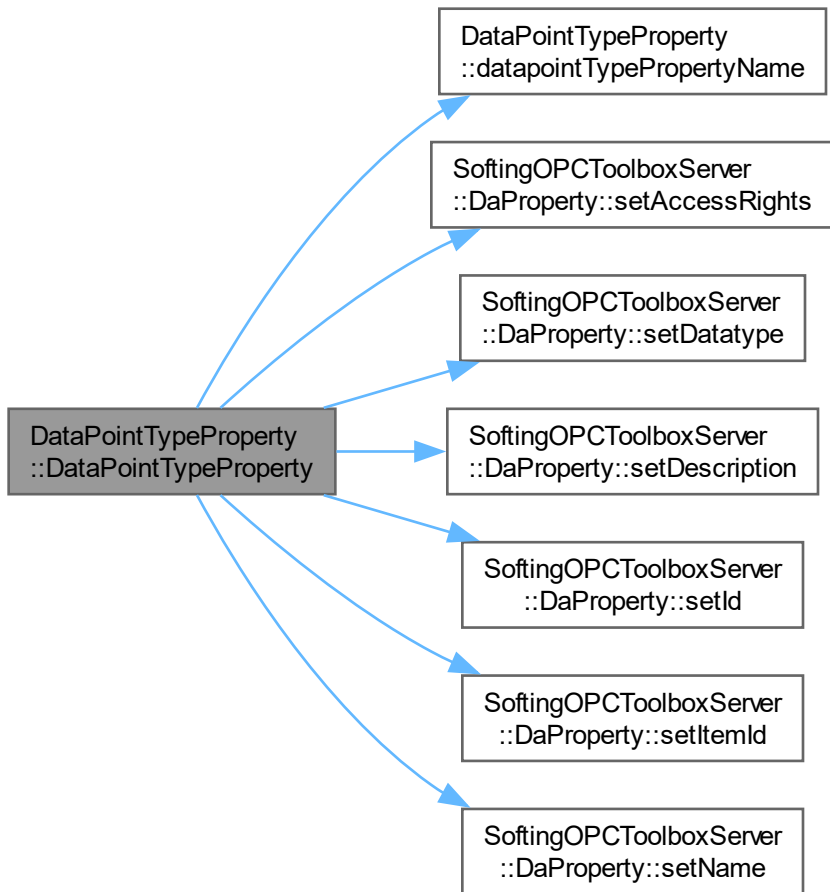 DataPointTypeProperty
::datapointTypePropertyName
SoftingOPCToolboxServer
::DaProperty::setAccessRights
SoftingOPCToolboxServer
::DaProperty::setDatatype
DataPointTypeProperty
::DataPointTypeProperty
SoftingOPCToolboxServer
::DaProperty::setDescription
SoftingOPCToolboxServer
::DaProperty::setId
SoftingOPCToolboxServer
::DaProperty::setItemId
SoftingOPCToolboxServer
::DaProperty::setName